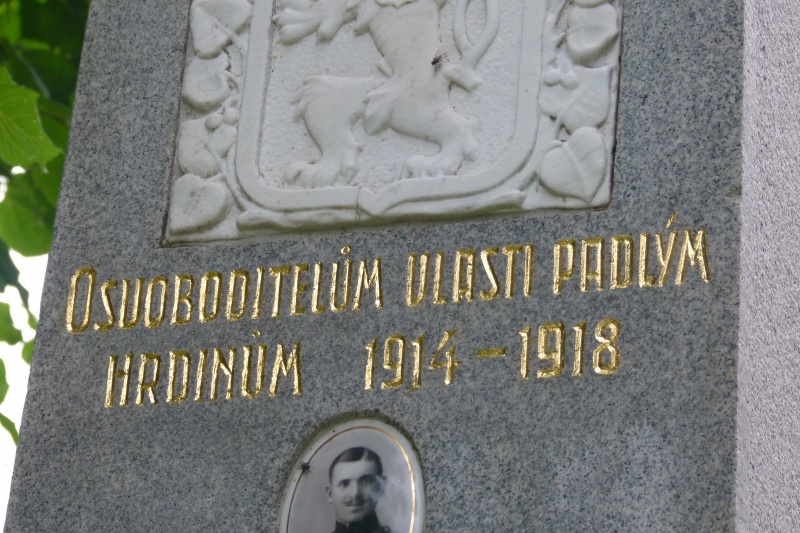 OSVOBODITELŮM VLASTI PADLÝM
HRDINŮM 1914-1918